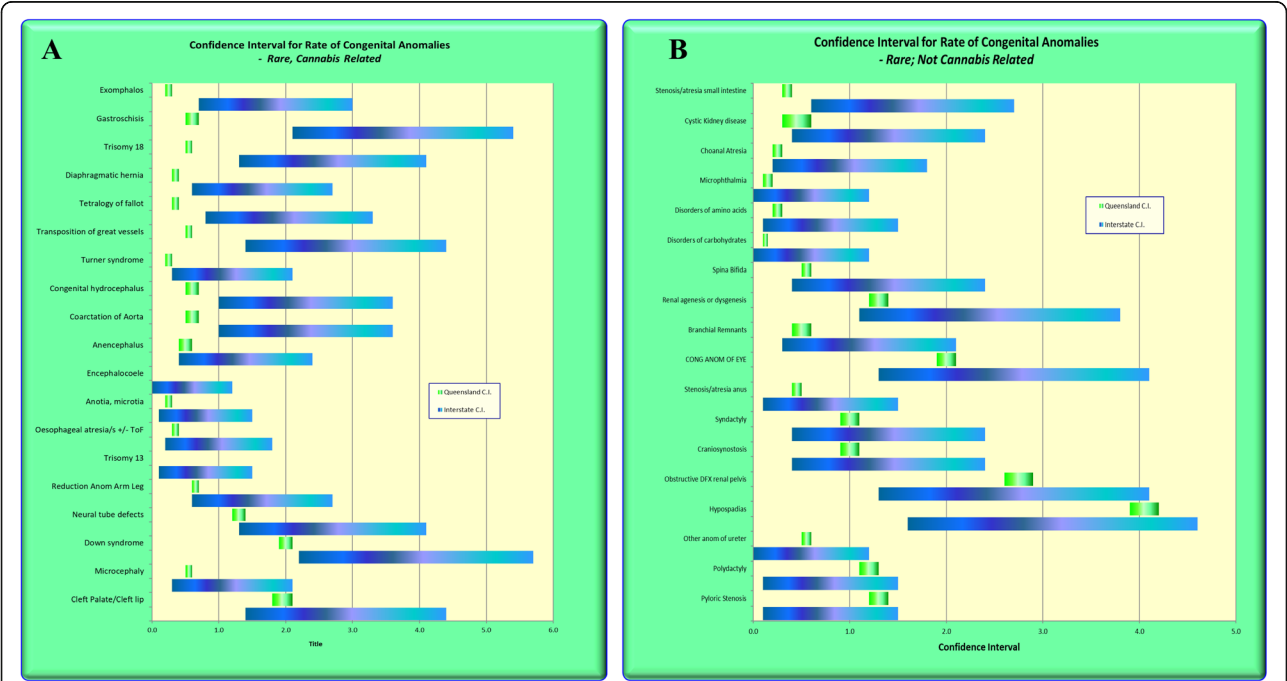 A
Confidence Interval for Rate of Congenital Anomalies
- Rare, Cannabis Related
Exomphalos
Gastroschisis
Trisomy 18
Diaphragmatic hernia
Tetralogy of fallot
Transposition of great vessels
Turner syndrome
Congenital hydrocephalus
Coarctation of Aorta
Anencephalus
Encephalocoele
Anotia, microtia
Oesophageal atresia/s +/- ToF
Trisomy 13
Reduction Anom Arm Leg
Neural tube defects
Down syndrome
Microcephaly
Cleft Palate/Cleft lip
Queensland C.I.
Interstate C.I.
0.0 1.0 2.0 3.0 4.0 5.0 6.0
Title
B
Confidence Interval for Rate of Congenital Anomalies
- Rare; Not Cannabis Related
Stenosis/atresia small intestine
Cystic Kidney disease
Choanal Atresia
Microphthalmia
Disorders of amino acids
Disorders of carbohydrates
Spina Bifida
Renal agenesis or dysgenesis
Branchial Remnants
CONG ANOM OF EYE
Stenosis/atresia anus
Syndactyly
Craniosynostosis
Obstructive DFX renal pelvis
Hypospadias
Other anom of ureter
Polydactyly
Pyloric Stenosis
Queensland C.I.
Interstate C.I.
0.0 1.0 2.0 3.0 4.0 5.0
Confidence Interval